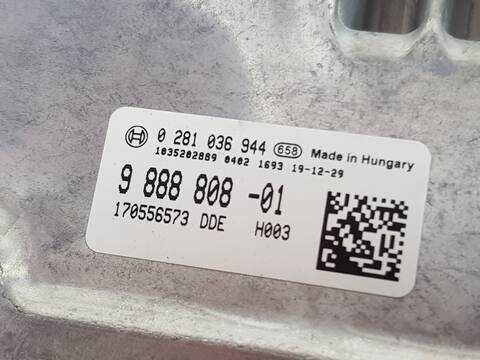 0 281 036 944 658 Made in Hungary
1035202889 0402 1693 19-12-29
9 888 808 -01
170556573 DDE H003